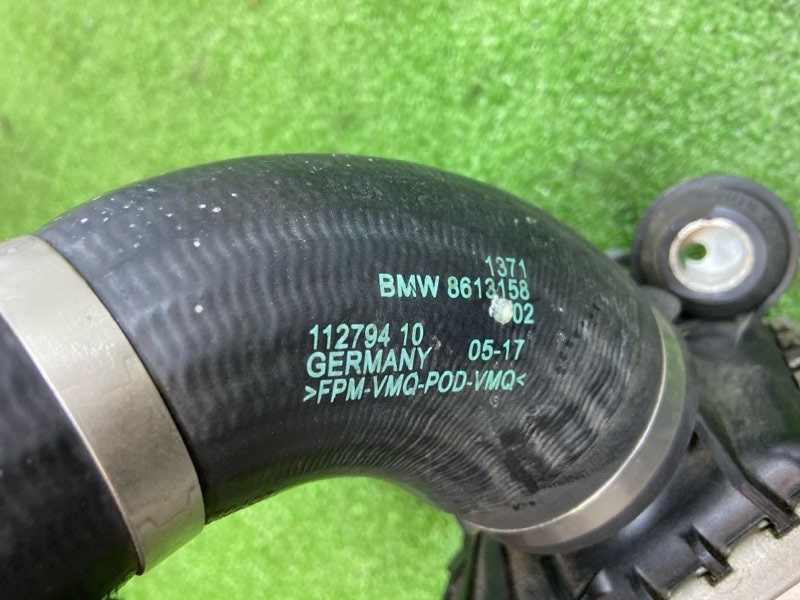 1371
BMW 8613158
02
112794 10
GERMANY 05-17
>FPM-VMQ-POD-VMQ<